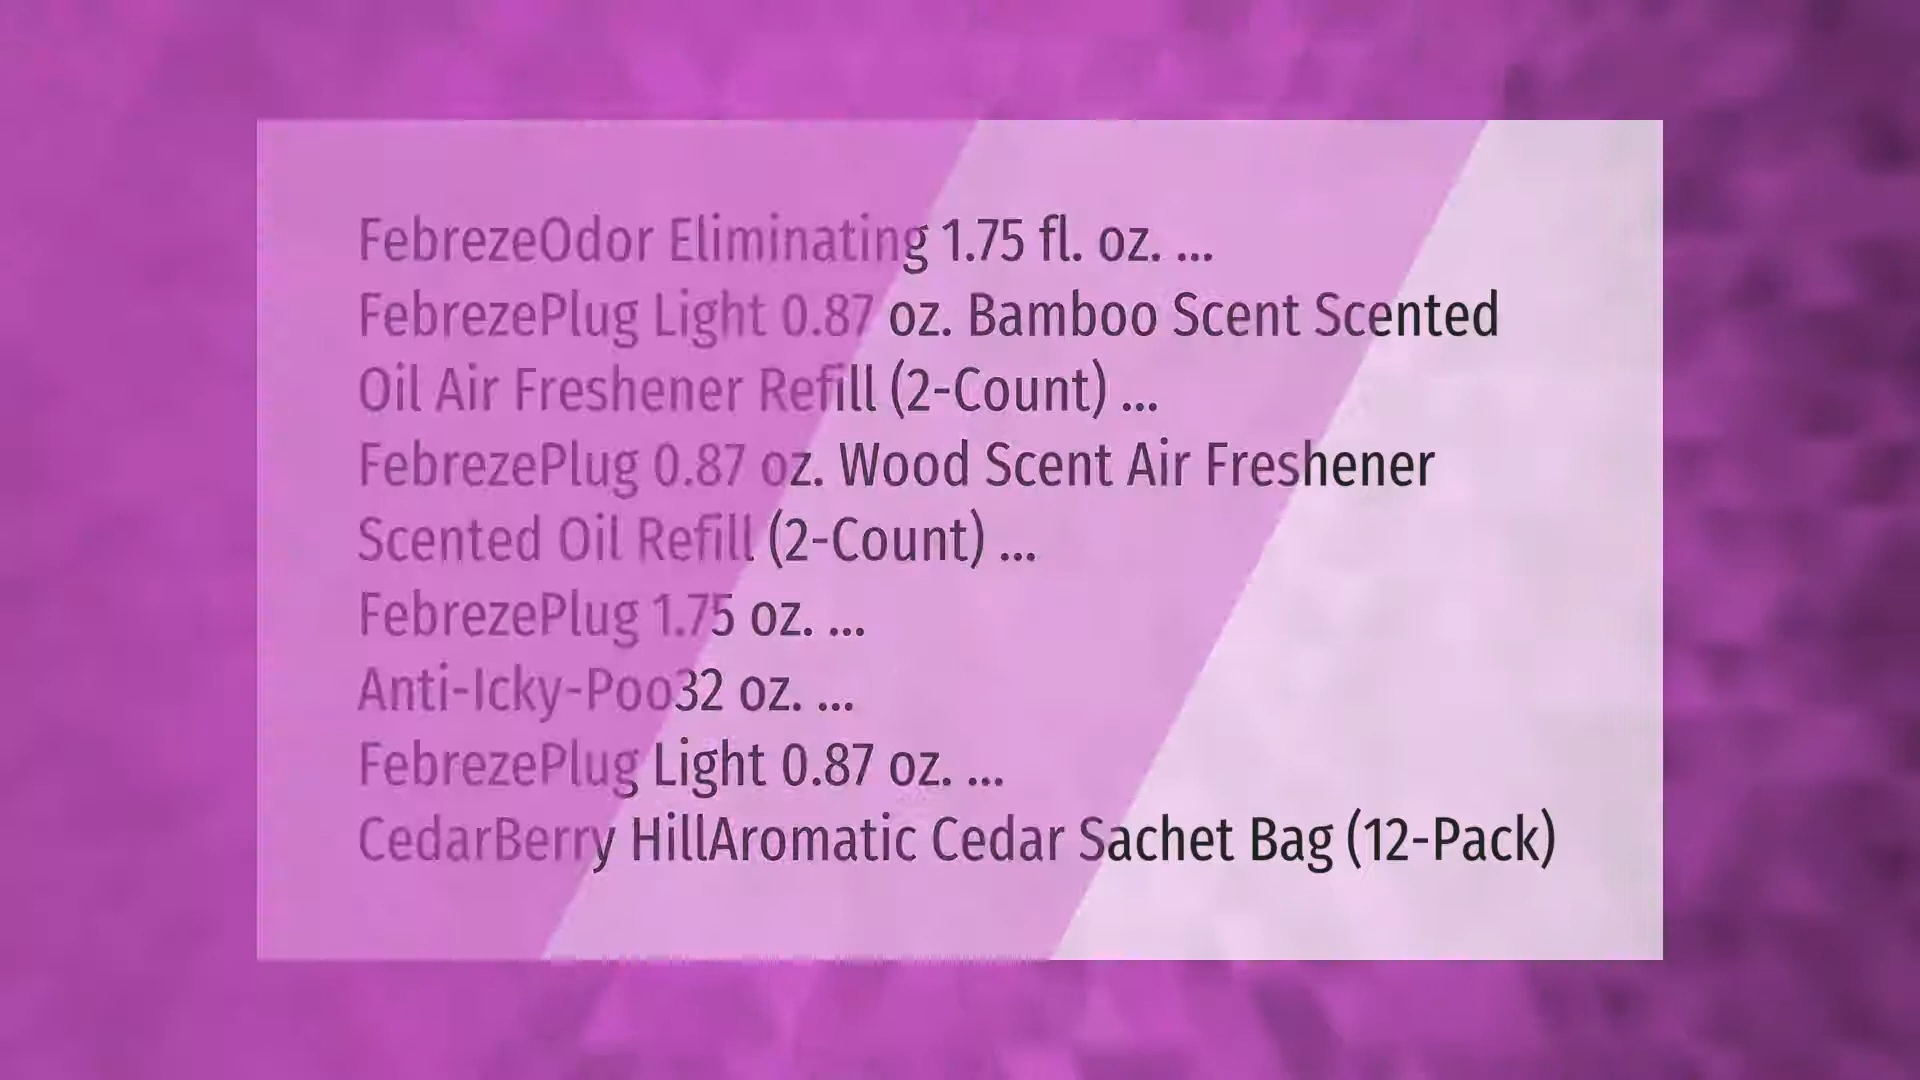 FebrezeOdor Eliminating 1.75 fl. oz. ...
FebrezePlug Light 0.87 oz. Bamboo Scent Scented
Oil Air Freshener Refill (2-Count) ...
FebrezePlug 0.87 oz. Wood Scent Air Freshener
Scented Oil Refill (2-Count) ...
FebrezePlug 1.75 oz. ...
Anti-Icky-Poo32 oz. ...
FebrezePlug Light 0.87 oz. ...
CedarBerry HillAromatic Cedar Sachet Bag (12-Pack)